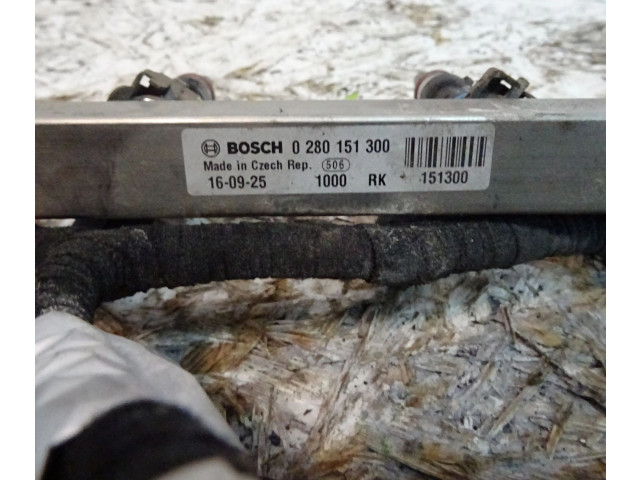 BOSCH 0 280 151 300
Made in Czech Rep. 506
16-09-25 1000 RK 151300